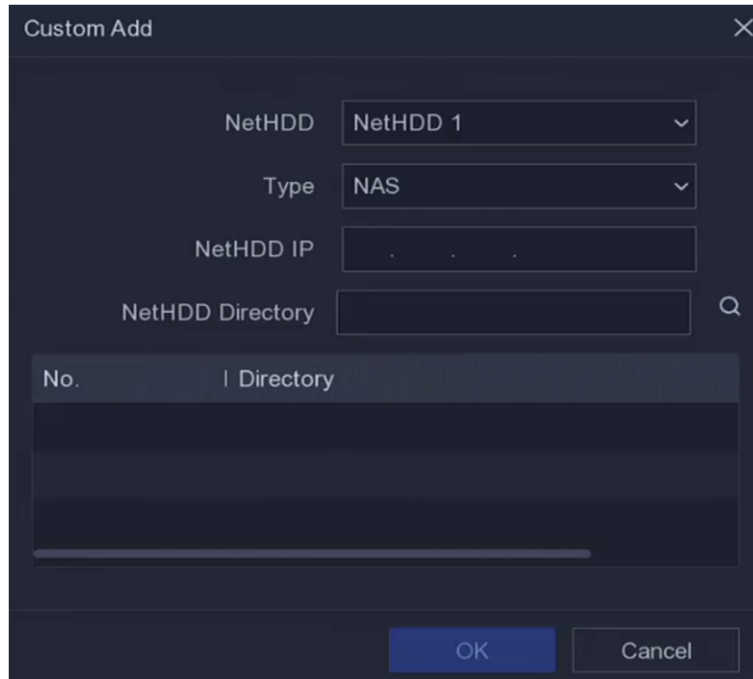 Custom Add
NetHDD NetHDD 1
Type NAS
NetHDD IP . . .
NetHDD Directory
No. Directory
OK Cancel